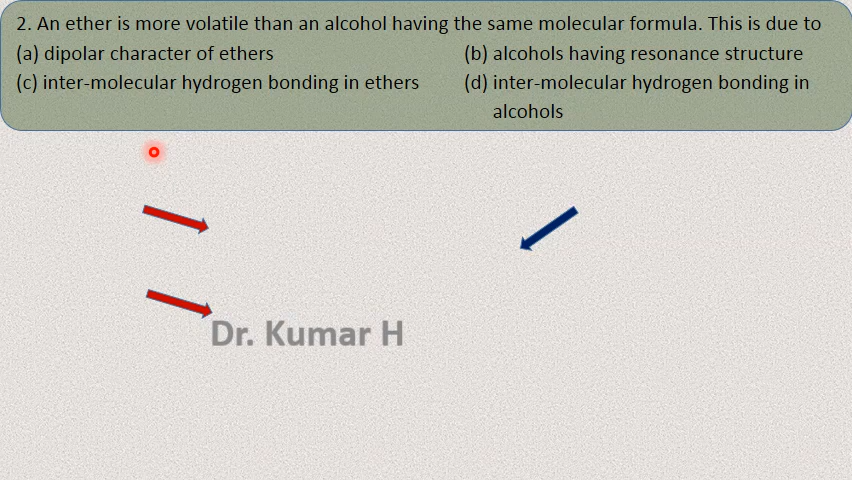 2. An ether is more volatile than an alcohol having the same molecular formula. This is due to
(a) dipolar character of ethers
(b) alcohols having resonance structure
(c) inter-molecular hydrogen bonding in ethers
(d) inter-molecular hydrogen bonding in
alcohols
Dr. Kumar H